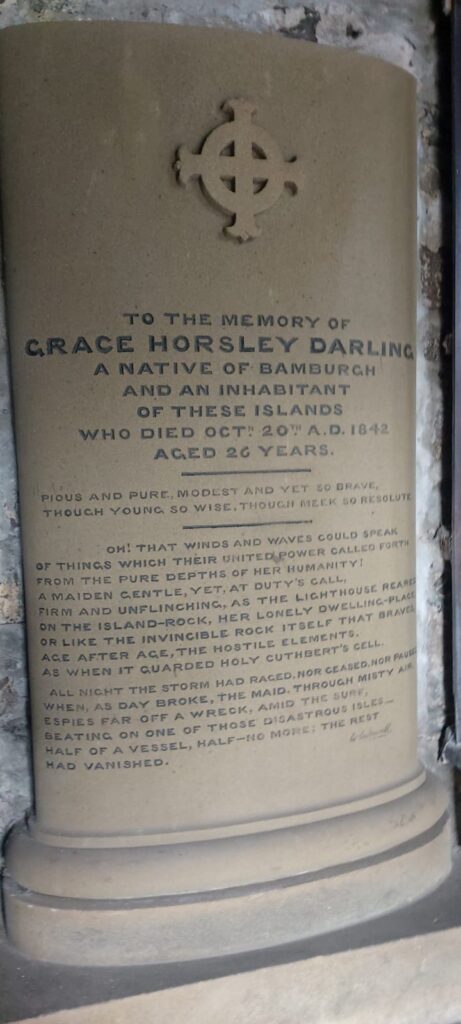 TO THE MEMORY OF
GRACE HORSLEY DARLING
A NATIVE OF BAMBURGH
AND AN INHABITANT
OF THESE ISLANDS
WHO DIED OCTR. 20TH A.D. 1842
AGED 26 YEARS.
PIOUS AND PURE, MODEST AND YET SO BRAVE,
THOUGH YOUNG SO WISE, THOUGH MEEK SO RESOLUTE
OH! THAT WINDS AND WAVES COULD SPEAK
OF THINGS WHICH THEIR UNITED POWER CALLED FORTH
FROM THE PURE DEPTHS OF HER HUMANITY!
A MAIDEN GENTLE, YET, AT DUTY'S CALL,
FIRM AND UNFLINCHING, AS THE LIGHTHOUSE REARED
ON THE ISLAND-ROCK, HER LONELY DWELLING-PLACE
OR LIKE THE INVINCIBLE ROCK ITSELF THAT BRAVES
AGE AFTER AGE, THE HOSTILE ELEMENTS,
AS WHEN IT GUARDED HOLY CUTHBERT'S CELL.
ALL NIGHT THE STORM HAD RAGED, NOR CEASED, NOR PAUSED
WHEN, AS DAY BROKE, THE MAID, THROUGH MISTY AIR
ESPIES FAR OFF A WRECK, AMID THE SURF,
BEATING ON ONE OF THOSE DISASTROUS ISLES—
HALF OF A VESSEL, HALF—NO MORE; THE REST
HAD VANISHED.